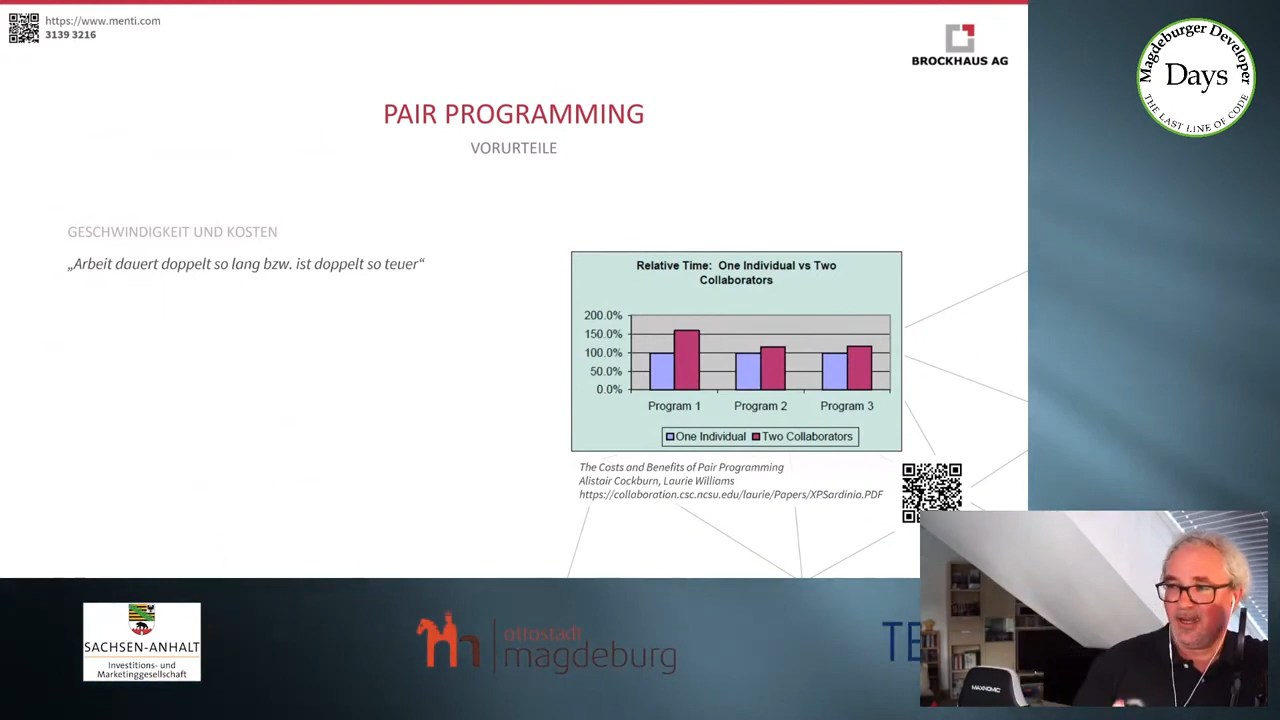 https://www.menti.com
3139 3216
BROCKHAUS AG
Magdeburger Developer
Days
THE LAST LINE OF CODE
PAIR PROGRAMMING
VORURTEILE
GESCHWINDIGKEIT UND KOSTEN
„Arbeit dauert doppelt so lang bzw. ist doppelt so teuer“
Relative Time: One Individual vs Two
Collaborators
200.0%
150.0%
100.0%
50.0%
0.0%
Program 1 Program 2 Program 3
One Individual Two Collaborators
The Costs and Benefits of Pair Programming
Alistair Cockburn, Laurie Williams
https://collaboration.csc.ncsu.edu/laurie/Papers/XPSardinia.PDF
SACHSEN-ANHALT
Investitions- und
Marketinggesellschaft
ottostadt
magdeburg
TE
MAXNOMIC